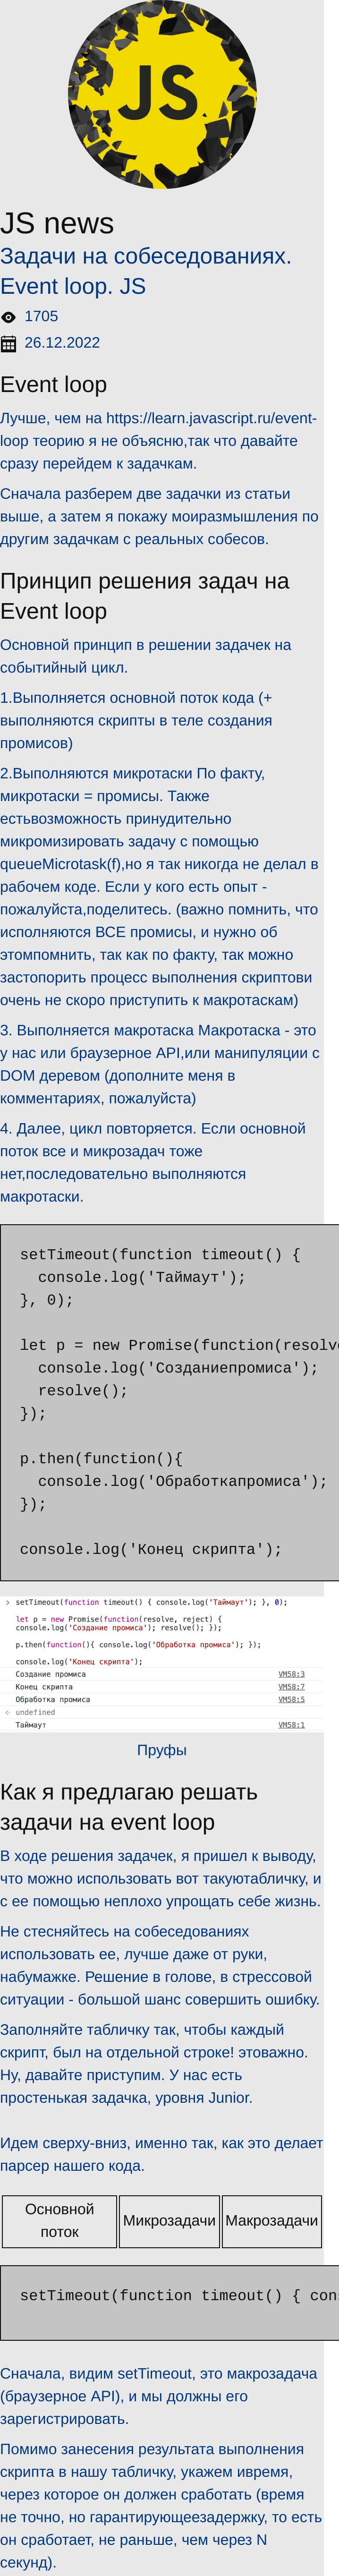 JS
JS news
Задачи на собеседованиях.
Event loop. JS
1705
26.12.2022
Event loop
Лучше, чем на https://learn.javascript.ru/event-
loop теорию я не объясню,так что давайте
сразу перейдем к задачкам.
Сначала разберем две задачки из статьи
выше, а затем я покажу моиразмышления по
другим задачкам с реальных собесов.
Принцип решения задач на
Event loop
Основной принцип в решении задачек на
событийный цикл.
1.Выполняется основной поток кода (+
выполняются скрипты в теле создания
промисов)
2.Выполняются микротаски По факту,
микротаски = промисы. Также
естьвозможность принудительно
микромизировать задачу с помощью
queueMicrotask(f),но я так никогда не делал в
рабочем коде. Если у кого есть опыт -
пожалуйста,поделитесь. (важно помнить, что
исполняются ВСЕ промисы, и нужно об
этомпомнить, так как по факту, так можно
застопорить процесс выполнения скриптови
очень не скоро приступить к макротаскам)
3. Выполняется макротаска Макротаска - это
у нас или браузерное API,или манипуляции с
DOM деревом (дополните меня в
комментариях, пожалуйста)
4. Далее, цикл повторяется. Если основной
поток все и микрозадач тоже
нет,последовательно выполняются
макротаски.
setTimeout(function timeout() {
console.log('Таймаут');
}, 0);
let p = new Promise(function(resolve
console.log('Созданиепромиса');
resolve();
});
p.then(function(){
console.log('Обработкапромиса');
});
console.log('Конец скрипта');
> setTimeout(function timeout() { console.log('Таймаут'); }, 0);
let p = new Promise(function(resolve, reject) {
console.log('Создание промиса'); resolve(); });
p.then(function(){ console.log('Обработка промиса'); });
console.log('Конец скрипта');
Создание промиса VM58:3
Конец скрипта VM58:7
Обработка промиса VM58:5
undefined
Таймаут VM58:1
Пруфы
Как я предлагаю решать
задачи на event loop
В ходе решения задачек, я пришел к выводу,
что можно использовать вот такуютабличку, и
с ее помощью неплохо упрощать себе жизнь.
Не стесняйтесь на собеседованиях
использовать ее, лучше даже от руки,
набумажке. Решение в голове, в стрессовой
ситуации - большой шанс совершить ошибку.
Заполняйте табличку так, чтобы каждый
скрипт, был на отдельной строке! этоважно.
Ну, давайте приступим. У нас есть
простенькая задачка, уровня Junior.
Идем сверху-вниз, именно так, как это делает
парсер нашего кода.
Основной
поток
Микрозадачи
Макрозадачи
setTimeout(function timeout() { cons
Сначала, видим setTimeout, это макрозадача
(браузерное API), и мы должны его
зарегистрировать.
Помимо занесения результата выполнения
скрипта в нашу табличку, укажем ивремя,
через которое он должен сработать (время
не точно, но гарантирующеезадержку, то есть
он сработает, не раньше, чем через N
секунд).